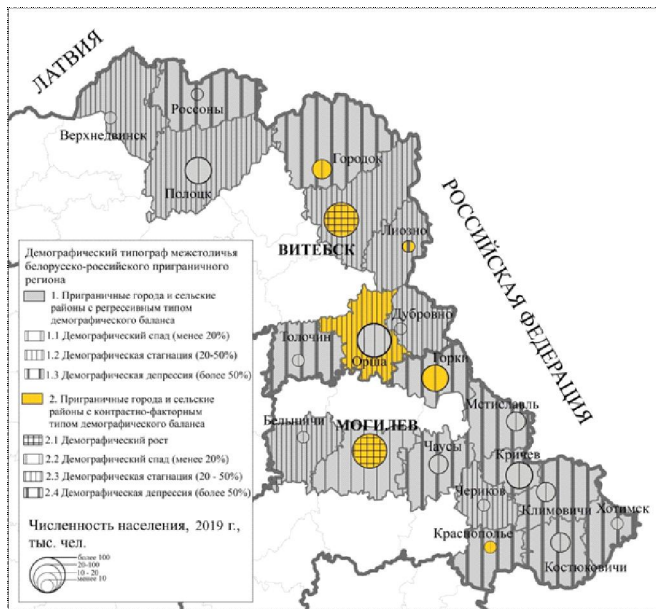 ЛАТВИЯ
Россоны
Верхнедвинск
Полоцк
Городок
РОССИЙСКАЯ ФЕДЕРАЦИЯ
ВИТЕБСК
Лиозно
Дубровно
Толочин
Орша
Горки
Мстиславль
Бельничи
МОГИЛЕВ
Чаусы
Кричев
Чериков
Климовичи
Хотимск
Краснополье
Костюковичи
Демографический типограф межстоличья
белорусско-российского приграничного
региона
1. Приграничные города и сельские
районы с регрессивным типом
демографического баланса
1.1 Демографический спад (менее 20%)
1.2 Демографическая стагнация (20-50%)
1.3 Демографическая депрессия (более 50%)
2. Приграничные города и сельские
районы с контрастно-факторным
типом демографического баланса
2.1 Демографический рост
2.2 Демографический спад (менее 20%)
2.3 Демографическая стагнация (20 - 50%)
2.4 Демографическая депрессия (более 50%)
Численность населения, 2019 г.,
тыс. чел.
более 100
20-100
10 - 20
менее 10